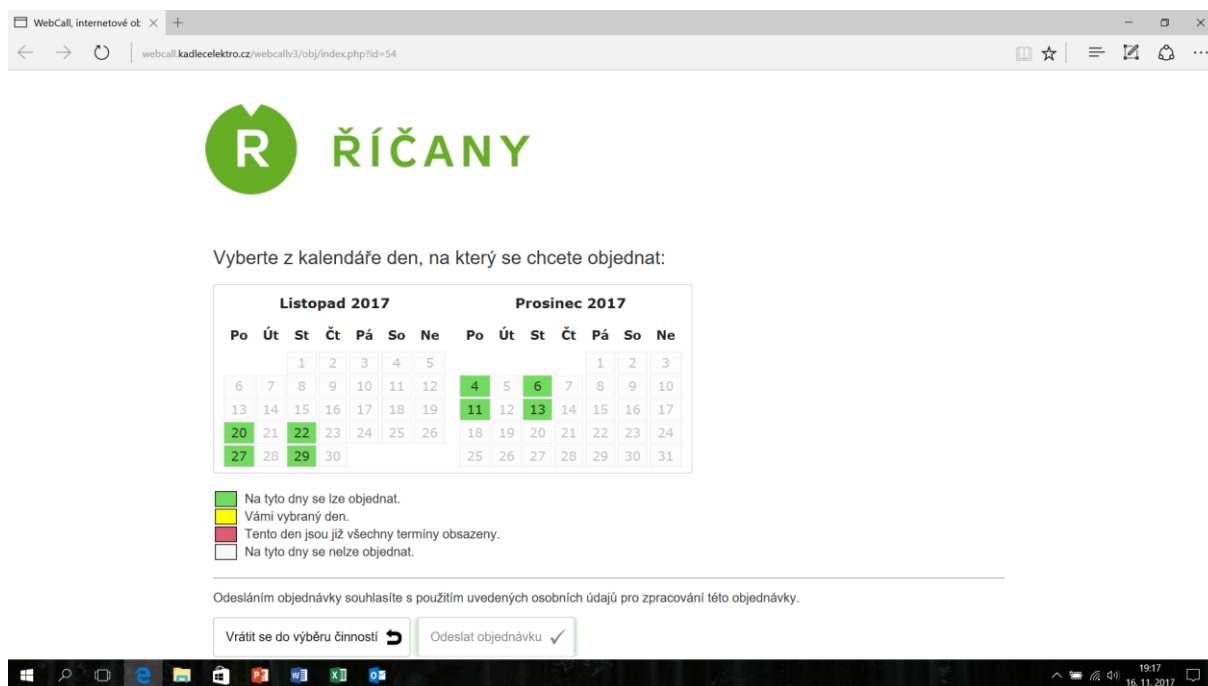 WebCall, internetové ob
webcall.kadlecelektro.cz/webcallv3/obj/index.php?id=54
Ř ŘÍČANY
Vyberte z kalendáře den, na který se chcete objednat:
Listopad 2017 Prosinec 2017
Po Út St Čt Pá So Ne Po Út St Čt Pá So Ne
1 2 3 4 5 1 2 3
6 7 8 9 10 11 12 4 5 6 7 8 9 10
13 14 15 16 17 18 19 11 12 13 14 15 16 17
20 21 22 23 24 25 26 18 19 20 21 22 23 24
27 28 29 30 25 26 27 28 29 30 31
Na tyto dny se lze objednat.
Vámi vybraný den.
Tento den jsou již všechny termíny obsazeny.
Na tyto dny se nelze objednat.
Odesláním objednávky souhlasíte s použitím uvedených osobních údajů pro zpracování této objednávky.
Vrátit se do výběru činností Odeslat objednávku
19:17
16. 11. 2017